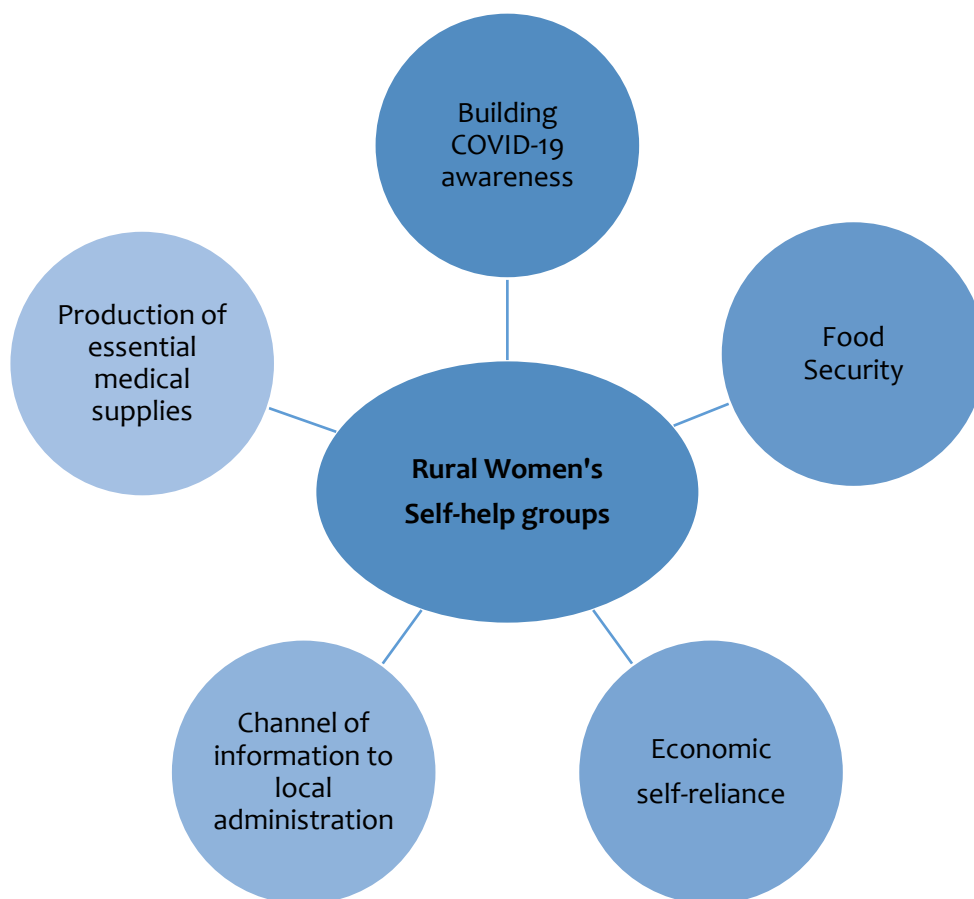 Building
COVID-19
awareness
Food
Security
Economic
self-reliance
Channel of
information to
local
administration
Production of
essential
medical
supplies
Rural Women's
Self-help groups